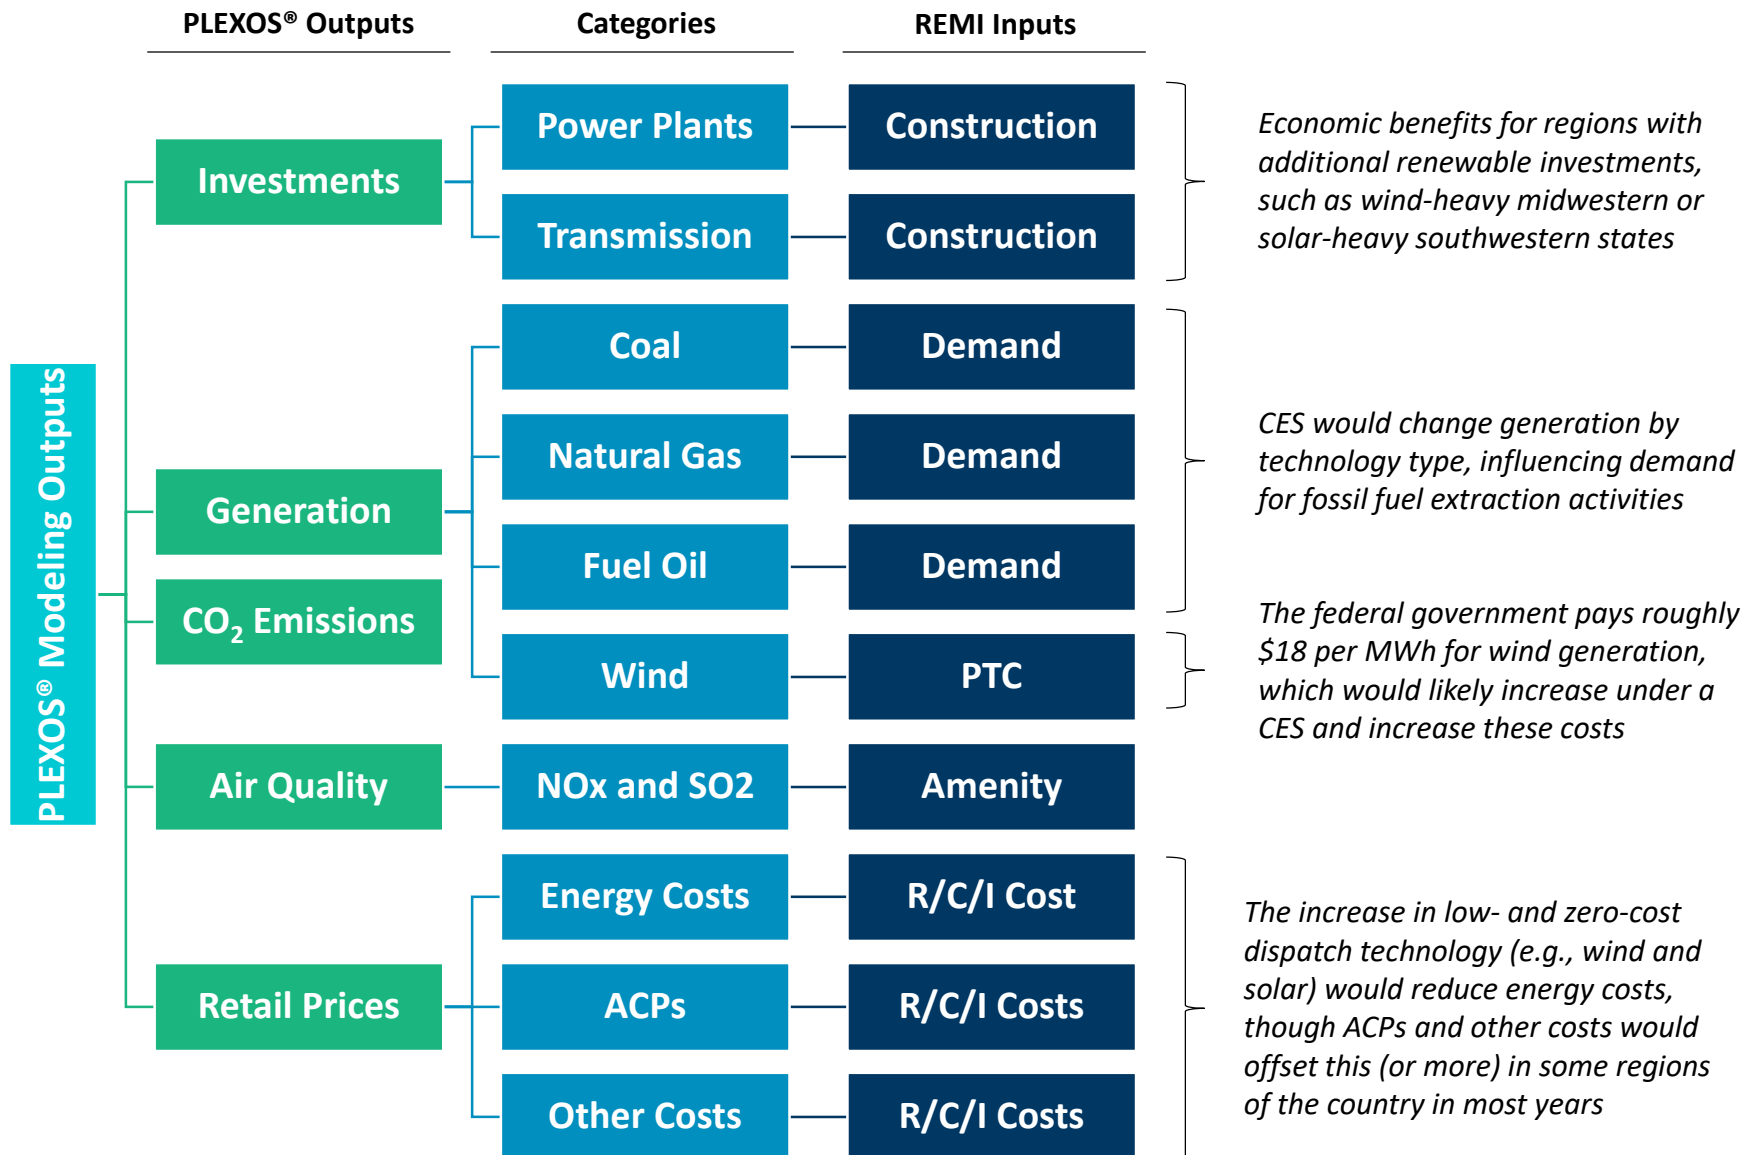 PLEXOS® Outputs
Categories
REMI Inputs
PLEXOS® Modeling Outputs
Investments
Power Plants
Construction
Transmission
Construction
Economic benefits for regions with
additional renewable investments,
such as wind-heavy midwestern or
solar-heavy southwestern states
Generation
Coal
Demand
Natural Gas
Demand
Fuel Oil
Demand
CES would change generation by
technology type, influencing demand
for fossil fuel extraction activities
Wind
PTC
The federal government pays roughly
$18 per MWh for wind generation,
which would likely increase under a
CES and increase these costs
CO₂ Emissions
Air Quality
NOx and SO2
Amenity
Retail Prices
Energy Costs
R/C/I Cost
ACPs
R/C/I Costs
Other Costs
R/C/I Costs
The increase in low- and zero-cost
dispatch technology (e.g., wind and
solar) would reduce energy costs,
though ACPs and other costs would
offset this (or more) in some regions
of the country in most years